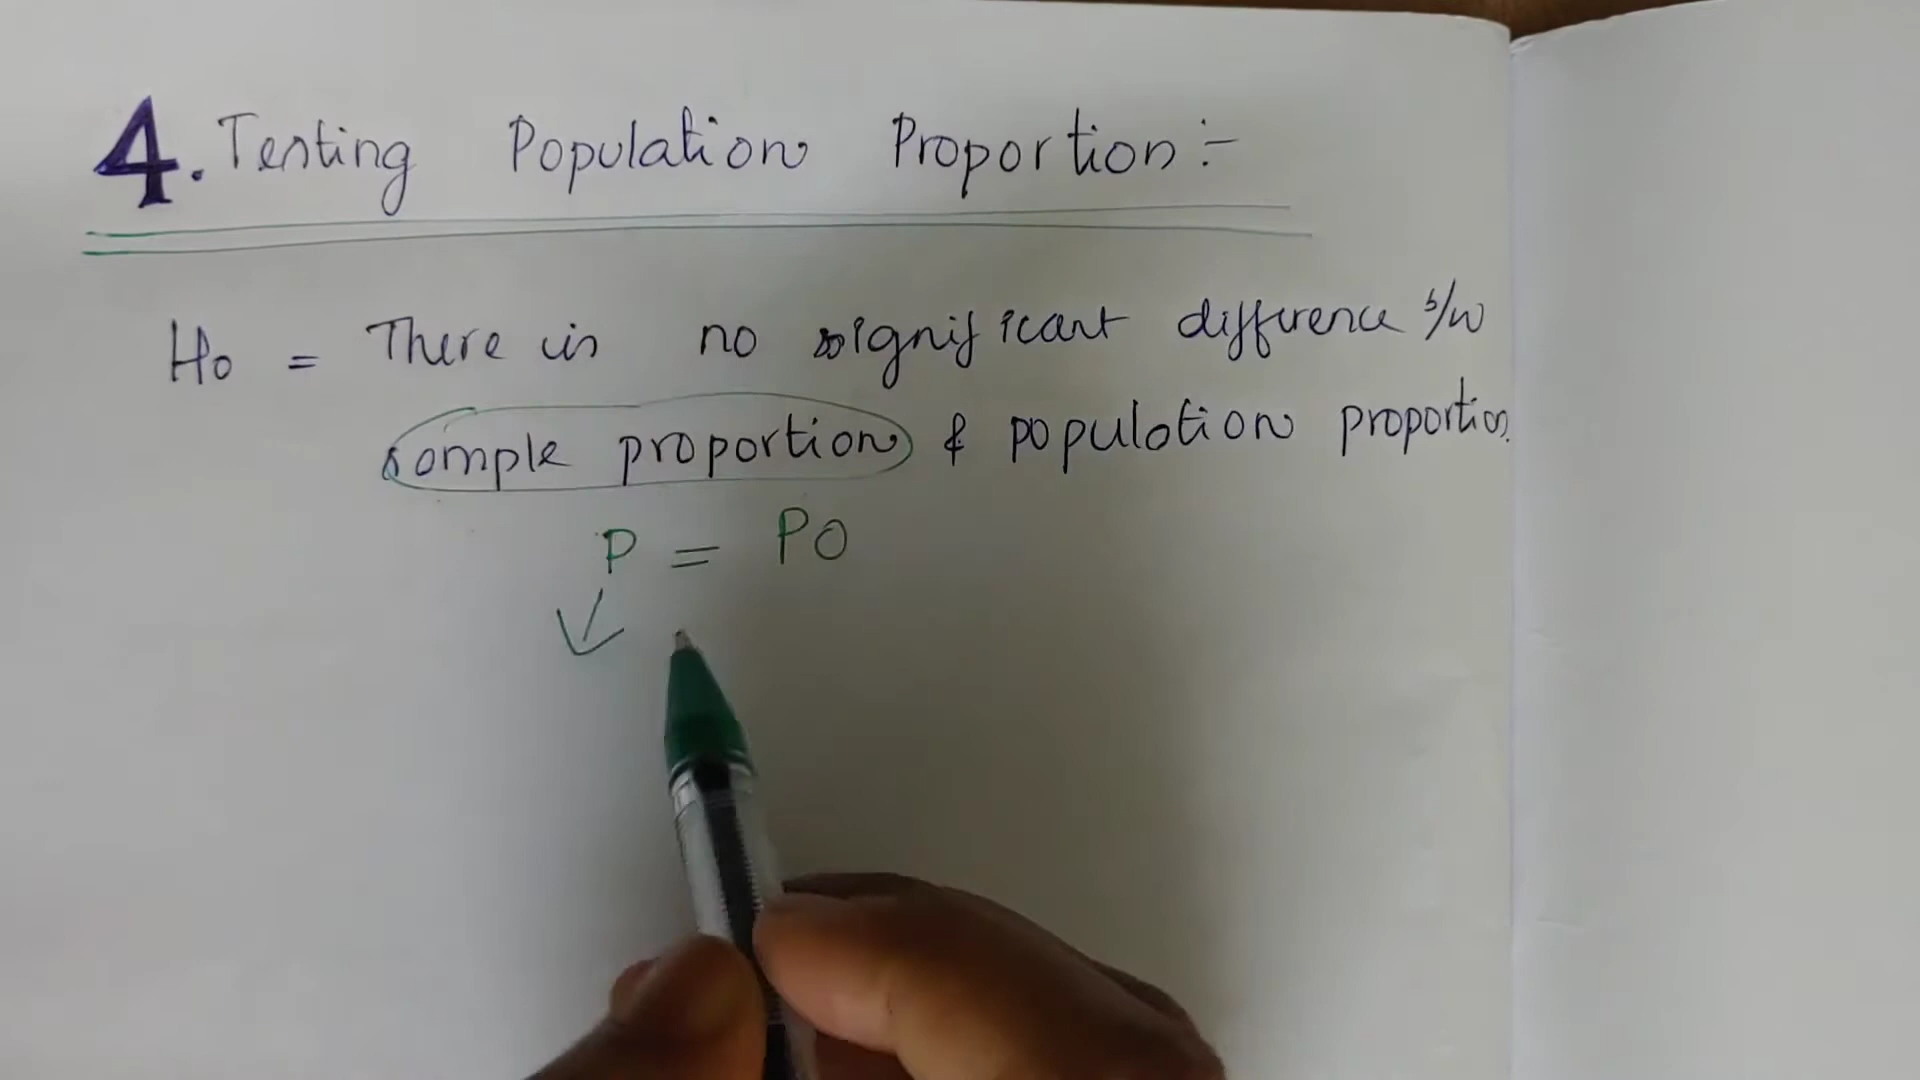 4. Testing Population Proportion :-
Ho = There is no significant difference b/w
sample proportion & population proportion.
P = PO